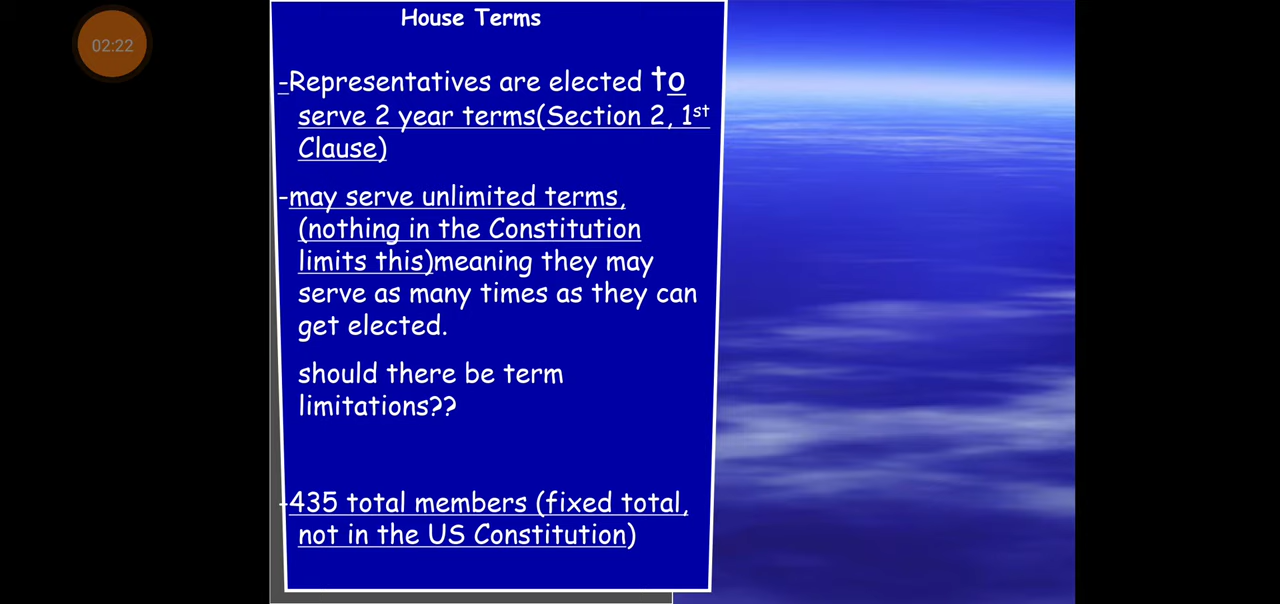 02:22
House Terms
-Representatives are elected to
serve 2 year terms(Section 2, 1st
Clause)
-may serve unlimited terms,
(nothing in the Constitution
limits this)meaning they may
serve as many times as they can
get elected.
should there be term
limitations??
-435 total members (fixed total,
not in the US Constitution)